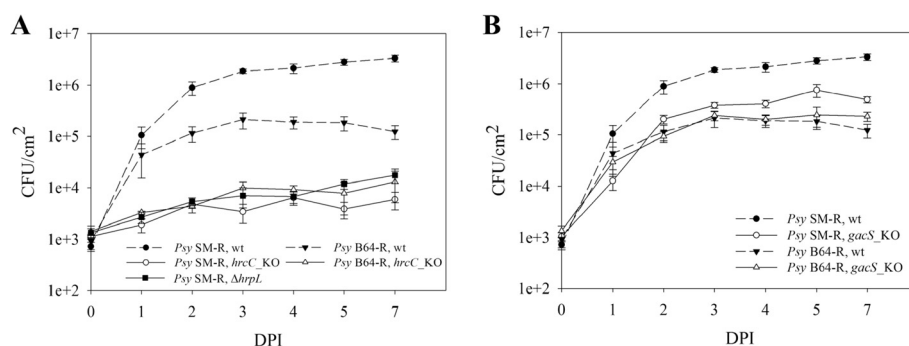 A
1e+7
1e+6
1e+5
1e+4
1e+3
1e+2
CFU/cm²
Psy SM-R, wt
Psy B64-R, wt
Psy SM-R, hrcC_KO
Psy B64-R, hrcC_KO
Psy SM-R, ΔhrpL
0 1 2 3 4 5 7
DPI
B
1e+7
1e+6
1e+5
1e+4
1e+3
1e+2
CFU/cm²
Psy SM-R, wt
Psy SM-R, gacS_KO
Psy B64-R, wt
Psy B64-R, gacS_KO
0 1 2 3 4 5 7
DPI